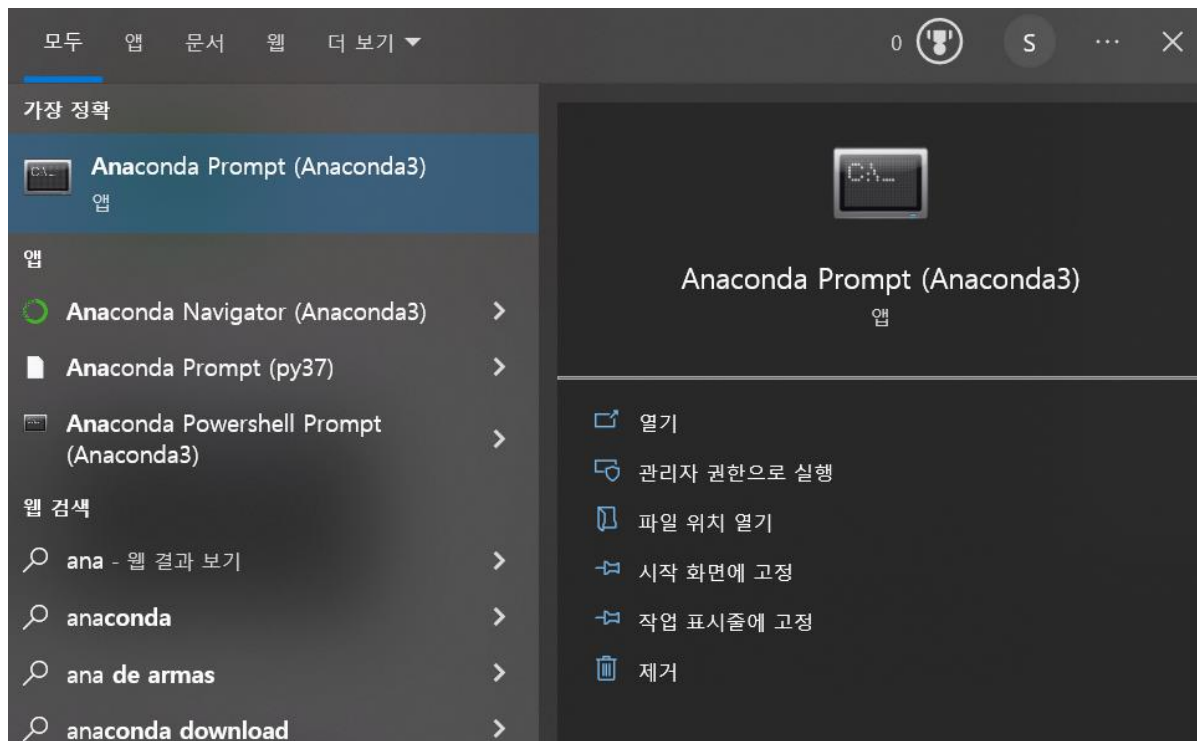 모두 앱 문서 웹 더 보기 0 S
가장 정확
Anaconda Prompt (Anaconda3)
앱
앱
Anaconda Navigator (Anaconda3)
Anaconda Prompt (py37)
Anaconda Powershell Prompt
(Anaconda3)
웹 검색
ana - 웹 결과 보기
anaconda
ana de armas
anaconda download
C:\_
Anaconda Prompt (Anaconda3)
앱
열기
관리자 권한으로 실행
파일 위치 열기
시작 화면에 고정
작업 표시줄에 고정
제거